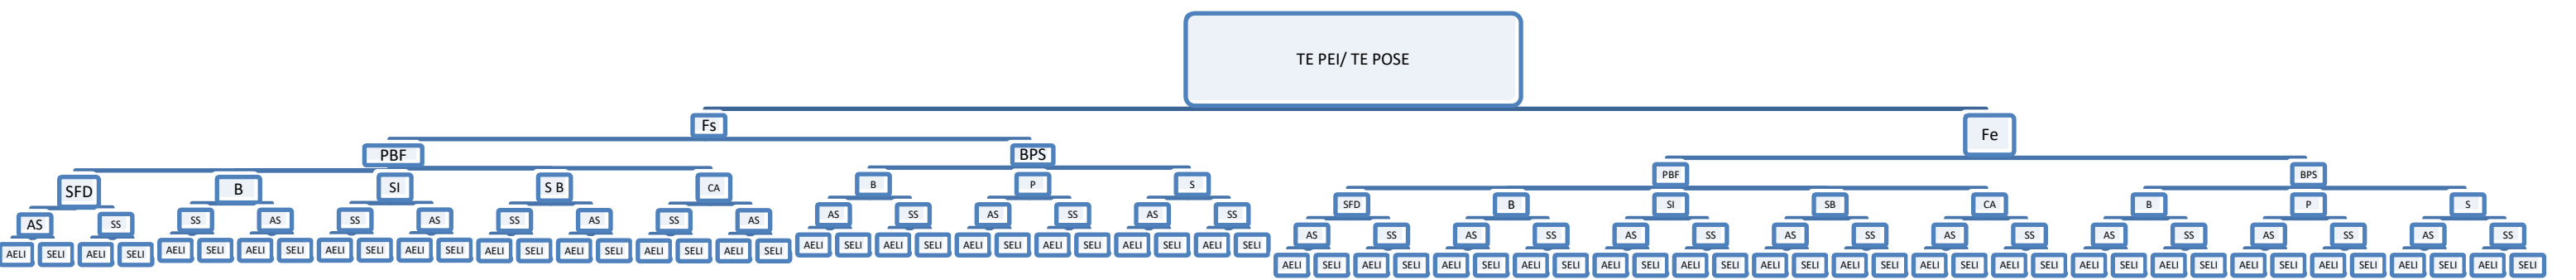 TE PEI/ TE POSE
Fs Fe
PBF BPS PBF BPS
SFD B SI S B CA B P S SFD B SI SB CA B P S
AS SS SS AS SS AS SS AS SS AS AS SS AS SS AS SS AS SS AS SS AS SS AS SS AS SS AS SS AS SS AS SS
AELI SELI AELI SELI AELI SELI AELI SELI AELI SELI AELI SELI AELI SELI AELI SELI AELI SELI AELI SELI AELI SELI AELI SELI AELI SELI AELI SELI AELI SELI AELI SELI AELI SELI AELI SELI AELI SELI AELI SELI AELI SELI AELI SELI AELI SELI AELI SELI AELI SELI AELI SELI AELI SELI AELI SELI AELI SELI AELI SELI AELI SELI AELI SELI